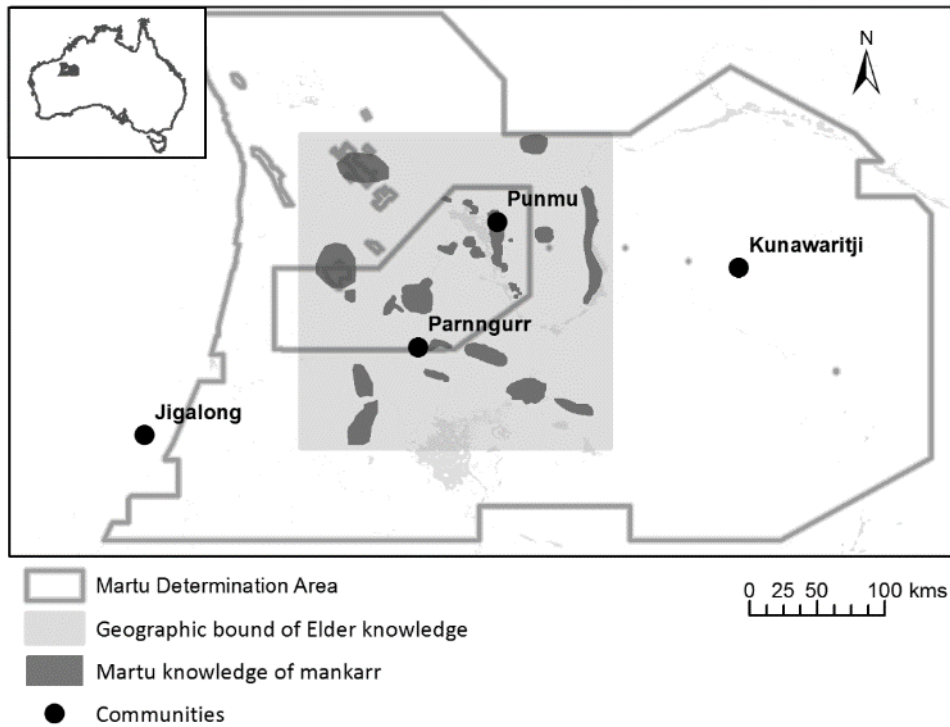 N
Punmu
Kunawaritji
Parnngurr
Jigalong
Martu Determination Area
Geographic bound of Elder knowledge
Martu knowledge of mankarr
Communities
0 25 50 100 kms